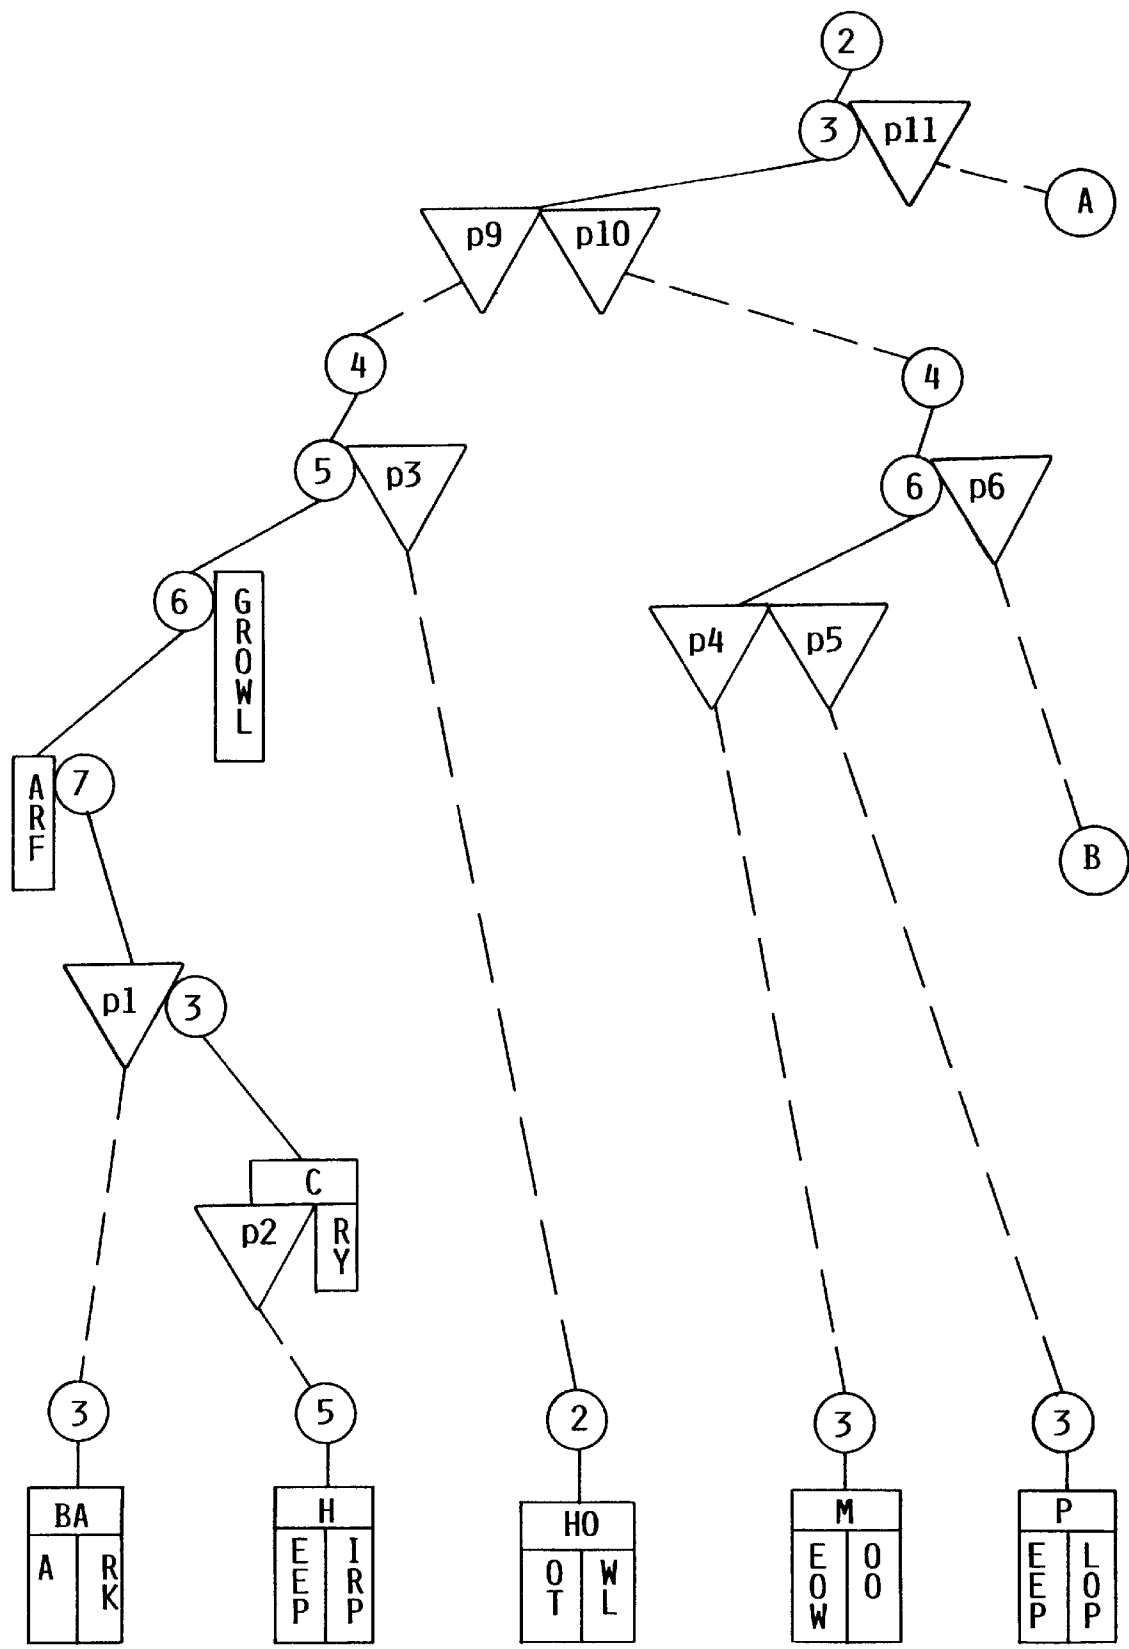 2
3 p11
A
p9 p10
4
4
5 p3
6 p6
6 GROWL
p4 p5
ARF 7
B
p1 3
C
p2 RY
3 5 2 3 3
BA H HO M P
A RK EEP IRP OT WL EOW OO EEP LOP